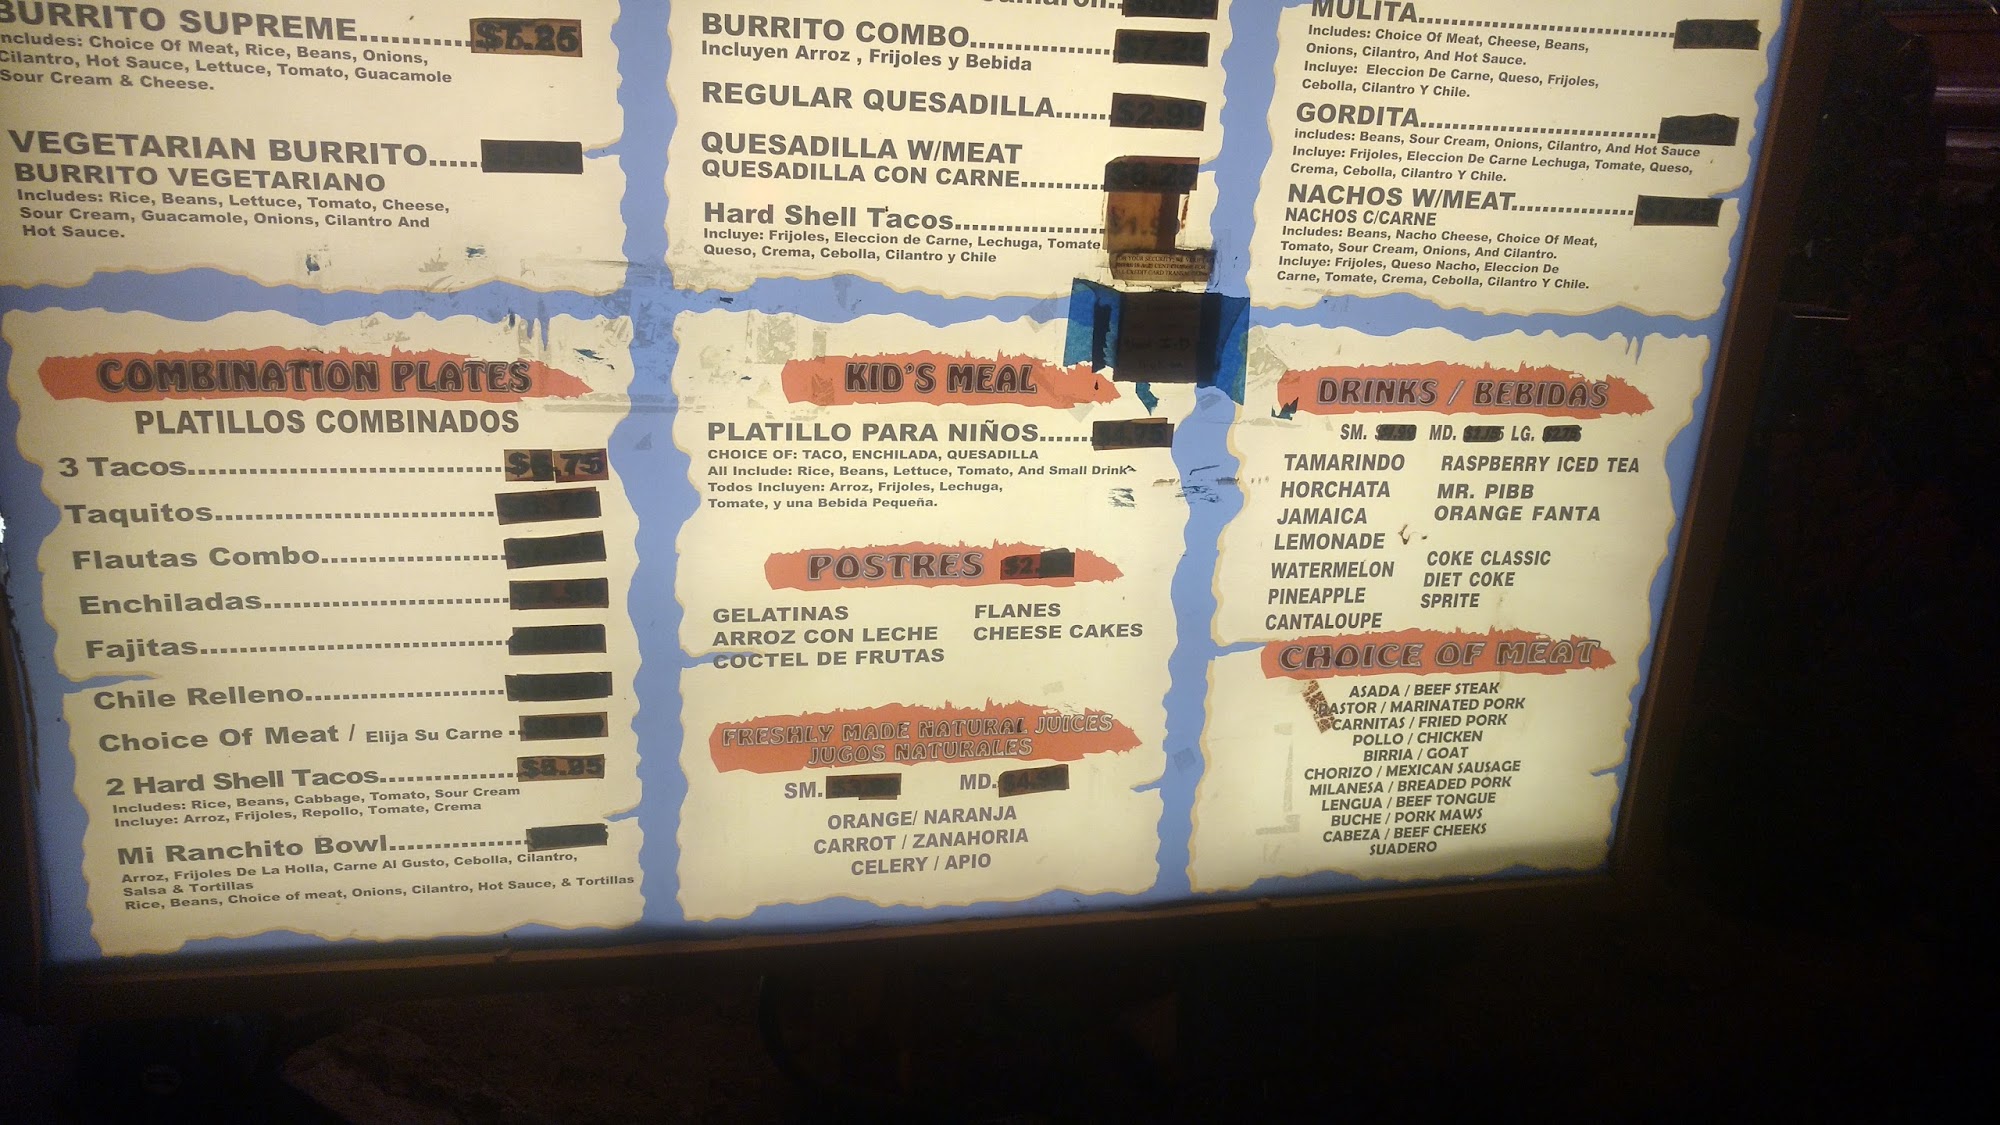 BURRITO SUPREME
Includes: Choice Of Meat, Rice, Beans, Onions,
Cilantro, Hot Sauce, Lettuce, Tomato, Guacamole
Sour Cream & Cheese.
VEGETARIAN BURRITO
BURRITO VEGETARIANO
Includes: Rice, Beans, Lettuce, Tomato, Cheese,
Sour Cream, Guacamole, Onions, Cilantro And
Hot Sauce.
BURRITO COMBO
Incluyen Arroz , Frijoles y Bebida
REGULAR QUESADILLA $2.99
QUESADILLA W/MEAT
QUESADILLA CON CARNE
Hard Shell Tacos
Incluye: Frijoles, Eleccion de Carne, Lechuga, Tomate
Queso, Crema, Cebolla, Cilantro y Chile
MULITA
Includes: Choice Of Meat, Cheese, Beans,
Onions, Cilantro, And Hot Sauce.
Incluye: Eleccion De Carne, Queso, Frijoles,
Cebolla, Cilantro Y Chile.
GORDITA
includes: Beans, Sour Cream, Onions, Cilantro, And Hot Sauce
Incluye: Frijoles, Eleccion De Carne Lechuga, Tomate, Queso,
Crema, Cebolla, Cilantro Y Chile.
NACHOS W/MEAT
NACHOS C/CARNE
Includes: Beans, Nacho Cheese, Choice Of Meat,
Tomato, Sour Cream, Onions, And Cilantro.
Incluye: Frijoles, Queso Nacho, Eleccion De
Carne, Tomate, Crema, Cebolla, Cilantro Y Chile.
COMBINATION PLATES
PLATILLOS COMBINADOS
3 Tacos
Taquitos
Flautas Combo
Enchiladas
Fajitas
Chile Relleno
Choice Of Meat / Elija Su Carne
2 Hard Shell Tacos
Includes: Rice, Beans, Cabbage, Tomato, Sour Cream
Incluye: Arroz, Frijoles, Repollo, Tomate, Crema
Mi Ranchito Bowl
Arroz, Frijoles De La Holla, Carne Al Gusto, Cebolla, Cilantro,
Salsa & Tortillas
Rice, Beans, Choice of meat, Onions, Cilantro, Hot Sauce, & Tortillas
KID'S MEAL
PLATILLO PARA NIÑOS
CHOICE OF: TACO, ENCHILADA, QUESADILLA
All Include: Rice, Beans, Lettuce, Tomato, And Small Drink
Todos Incluyen: Arroz, Frijoles, Lechuga,
Tomate, y una Bebida Pequeña.
POSTRES
GELATINAS FLANES
ARROZ CON LECHE CHEESE CAKES
COCTEL DE FRUTAS
FRESHLY MADE NATURAL JUICES
JUGOS NATURALES
SM. MD.
ORANGE/ NARANJA
CARROT / ZANAHORIA
CELERY / APIO
DRINKS / BEBIDAS
SM. MD. LG.
TAMARINDO RASPBERRY ICED TEA
HORCHATA MR. PIBB
JAMAICA ORANGE FANTA
LEMONADE
WATERMELON COKE CLASSIC
PINEAPPLE DIET COKE
CANTALOUPE SPRITE
CHOICE OF MEAT
ASADA / BEEF STEAK
PASTOR / MARINATED PORK
CARNITAS / FRIED PORK
POLLO / CHICKEN
BIRRIA / GOAT
CHORIZO / MEXICAN SAUSAGE
MILANESA / BREADED PORK
LENGUA / BEEF TONGUE
BUCHE / PORK MAWS
CABEZA / BEEF CHEEKS
SUADERO